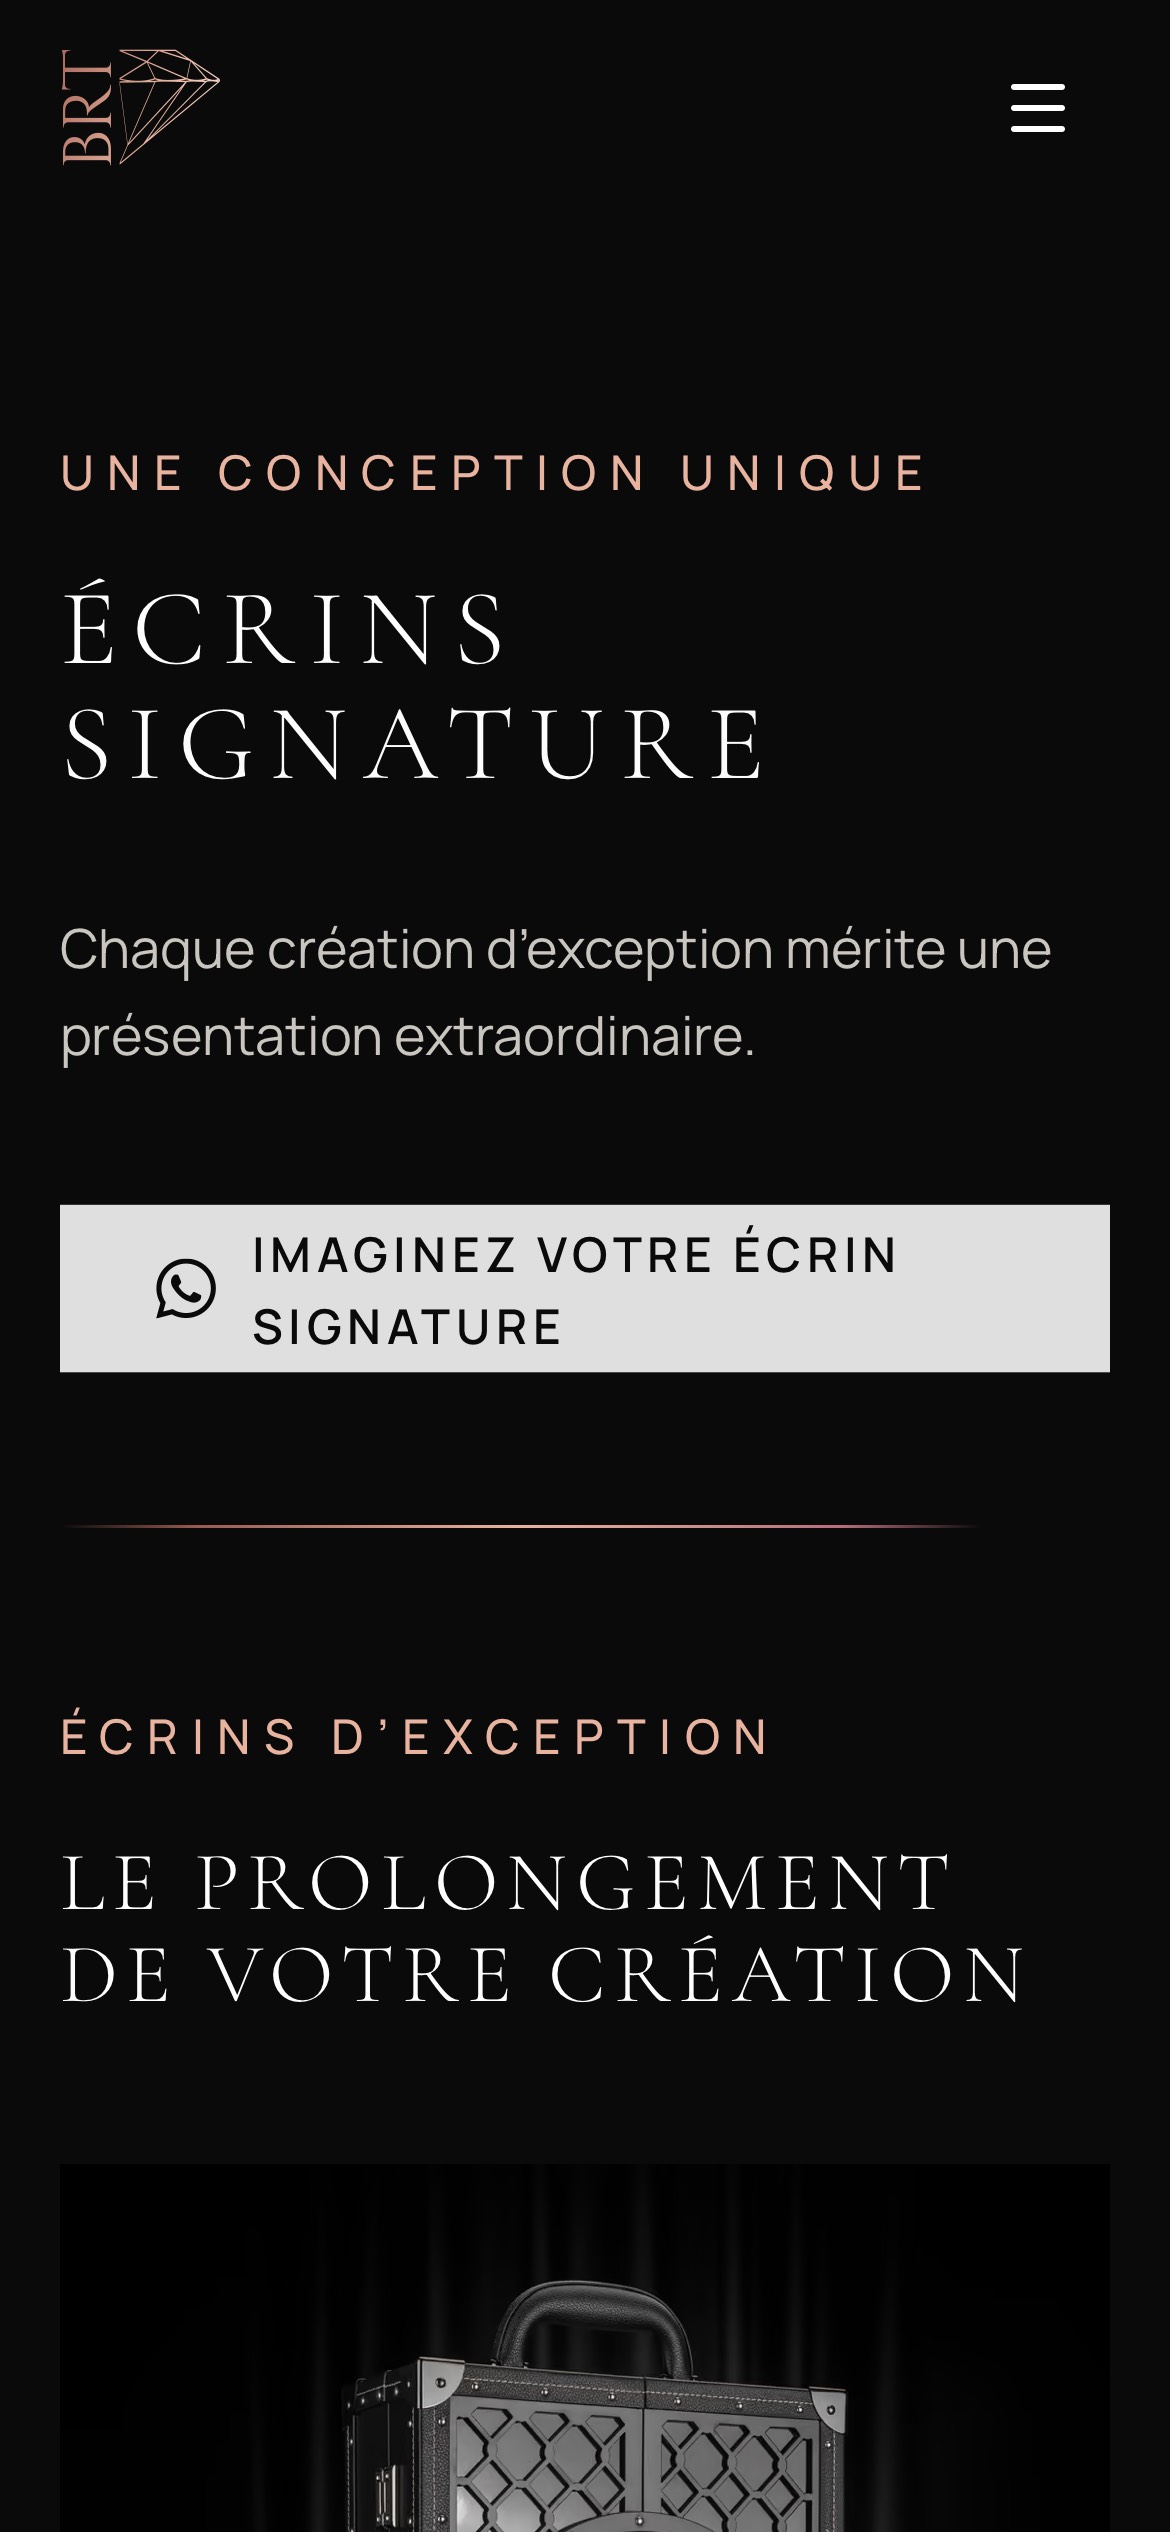 BRT
UNE CONCEPTION UNIQUE
ÉCRINS
SIGNATURE
Chaque création d’exception mérite une
présentation extraordinaire.
IMAGINEZ VOTRE ÉCRIN
SIGNATURE
ÉCRINS D’EXCEPTION
LE PROLONGEMENT
DE VOTRE CRÉATION